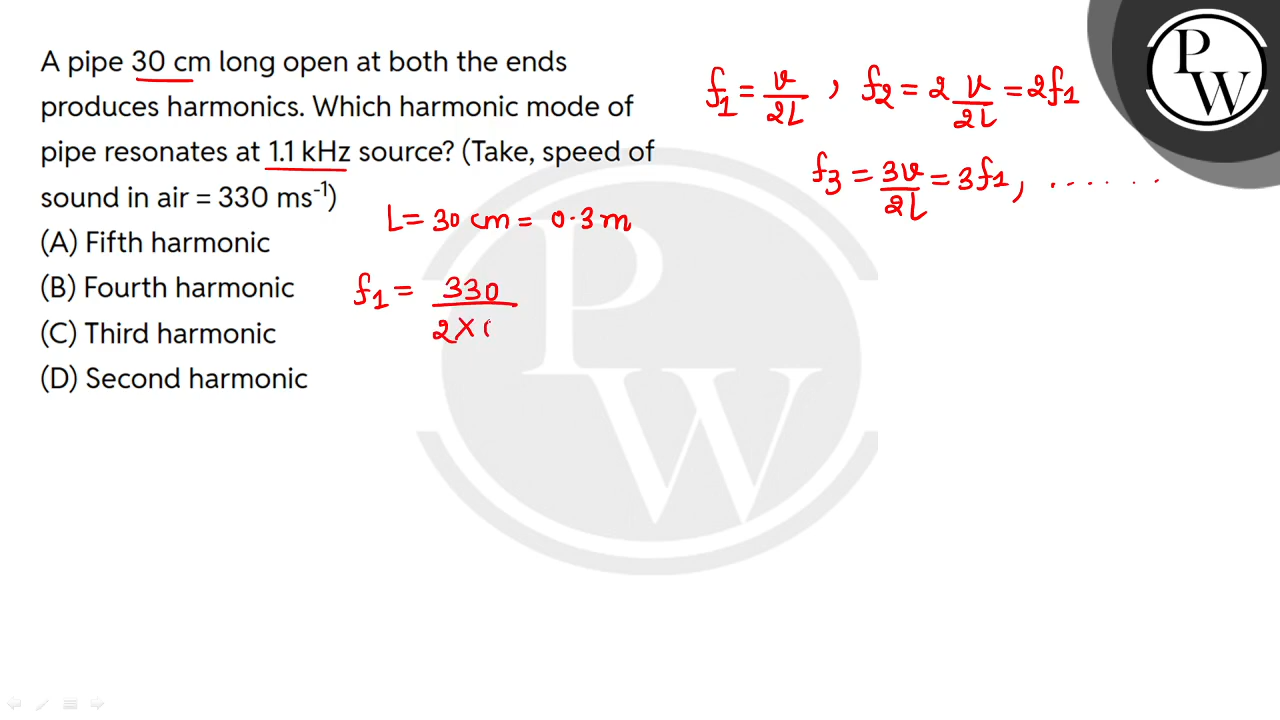 A pipe 30 cm long open at both the ends
produces harmonics. Which harmonic mode of
pipe resonates at 1.1 kHz source? (Take, speed of
sound in air = 330 ms⁻¹)
(A) Fifth harmonic
(B) Fourth harmonic
(C) Third harmonic
(D) Second harmonic
L = 30 cm = 0.3 m
f₁ = 330 / 2 × (
f₁ = v/2L , f₂ = 2 v/2L = 2f₁
f₃ = 3v/2L = 3f₁, .......
PW
PW